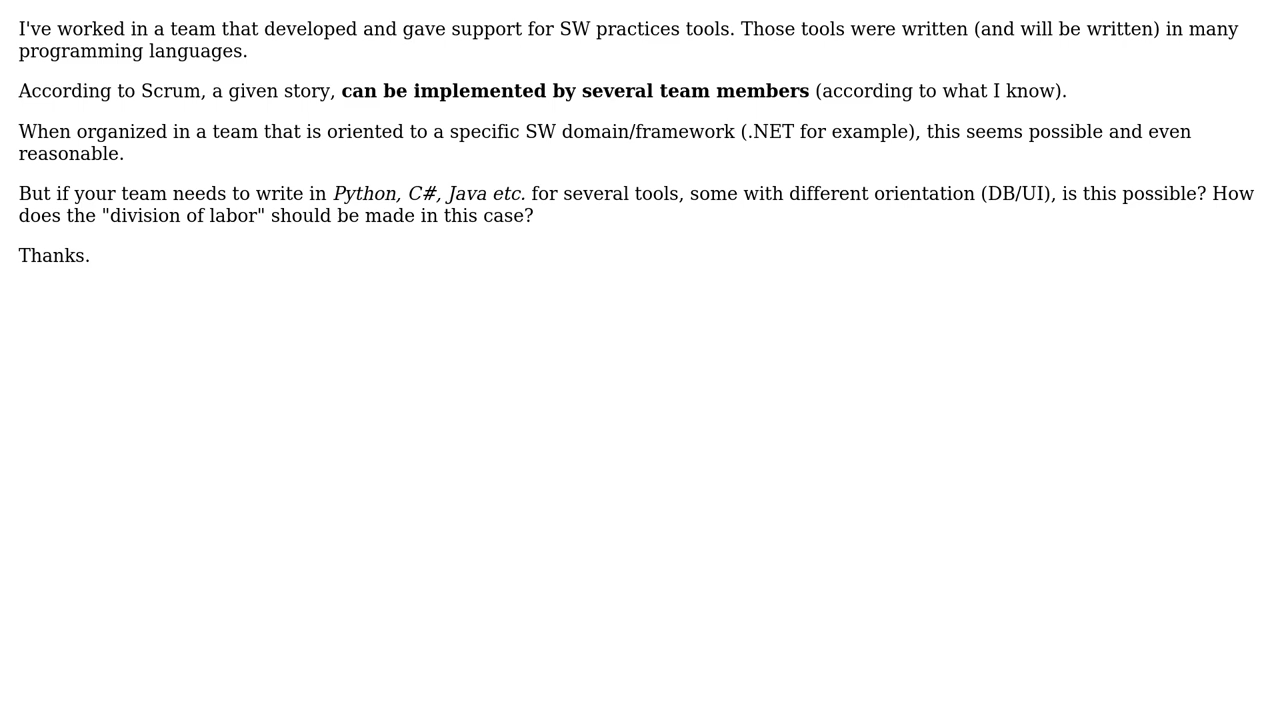 I've worked in a team that developed and gave support for SW practices tools. Those tools were written (and will be written) in many
programming languages.
According to Scrum, a given story, can be implemented by several team members (according to what I know).
When organized in a team that is oriented to a specific SW domain/framework (.NET for example), this seems possible and even
reasonable.
But if your team needs to write in Python, C#, Java etc. for several tools, some with different orientation (DB/UI), is this possible? How
does the "division of labor" should be made in this case?
Thanks.